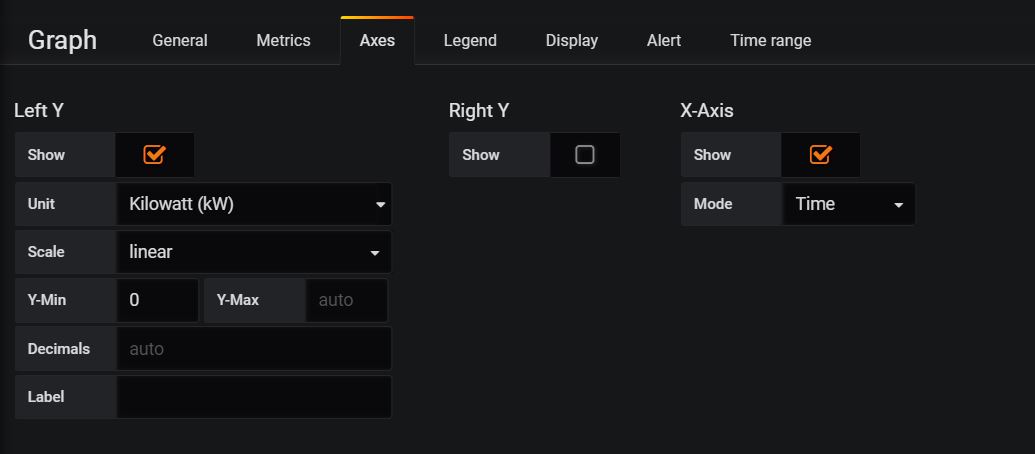 Graph General Metrics Axes Legend Display Alert Time range
Left Y Right Y X-Axis
Show Show Show
Unit Kilowatt (kW) Mode Time
Scale linear
Y-Min 0 Y-Max auto
Decimals auto
Label